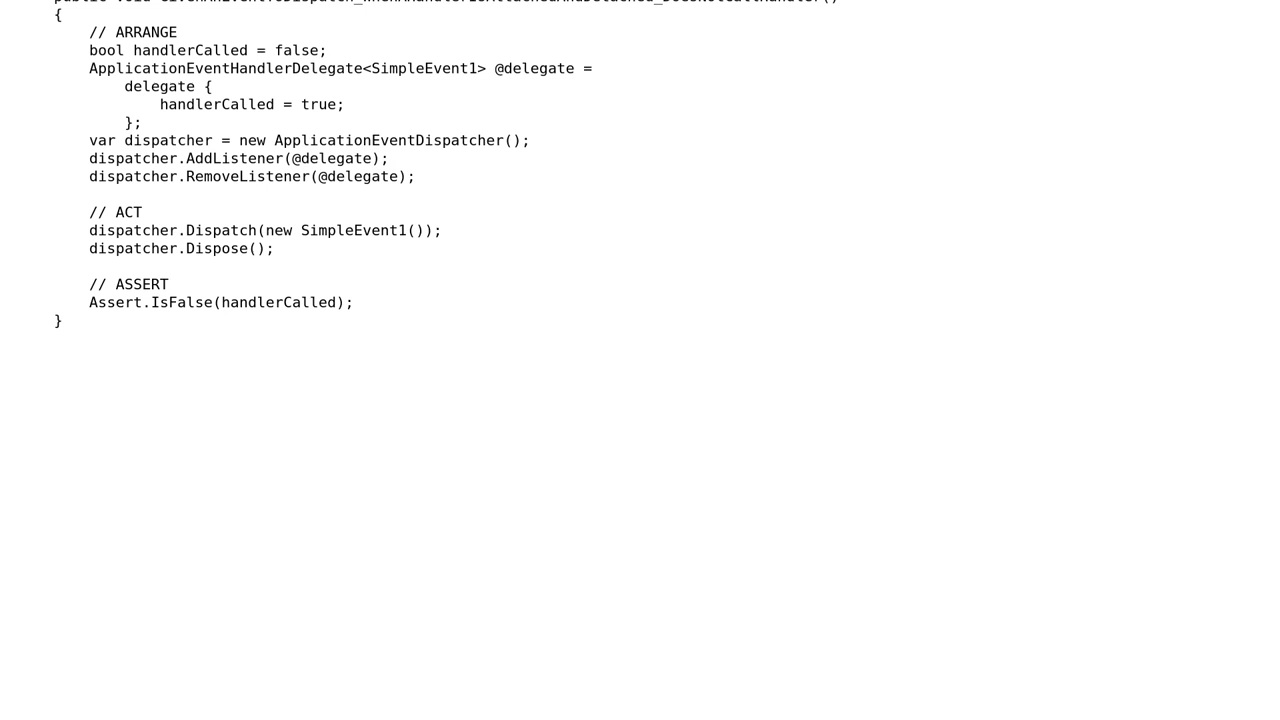 {
// ARRANGE
bool handlerCalled = false;
ApplicationEventHandlerDelegate<SimpleEvent1> @delegate =
delegate {
handlerCalled = true;
};
var dispatcher = new ApplicationEventDispatcher();
dispatcher.AddListener(@delegate);
dispatcher.RemoveListener(@delegate);
// ACT
dispatcher.Dispatch(new SimpleEvent1());
dispatcher.Dispose();
// ASSERT
Assert.IsFalse(handlerCalled);
}